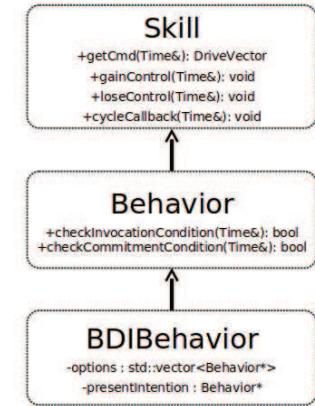 Skill
+getCmd(Time&): DriveVector
+gainControl(Time&): void
+loseControl(Time&): void
+cycleCallback(Time&): void
Behavior
+checkInvocationCondition(Time&): bool
+checkCommitmentCondition(Time&): bool
BDIBehavior
-options : std::vector<Behavior*>
-presentIntention : Behavior*